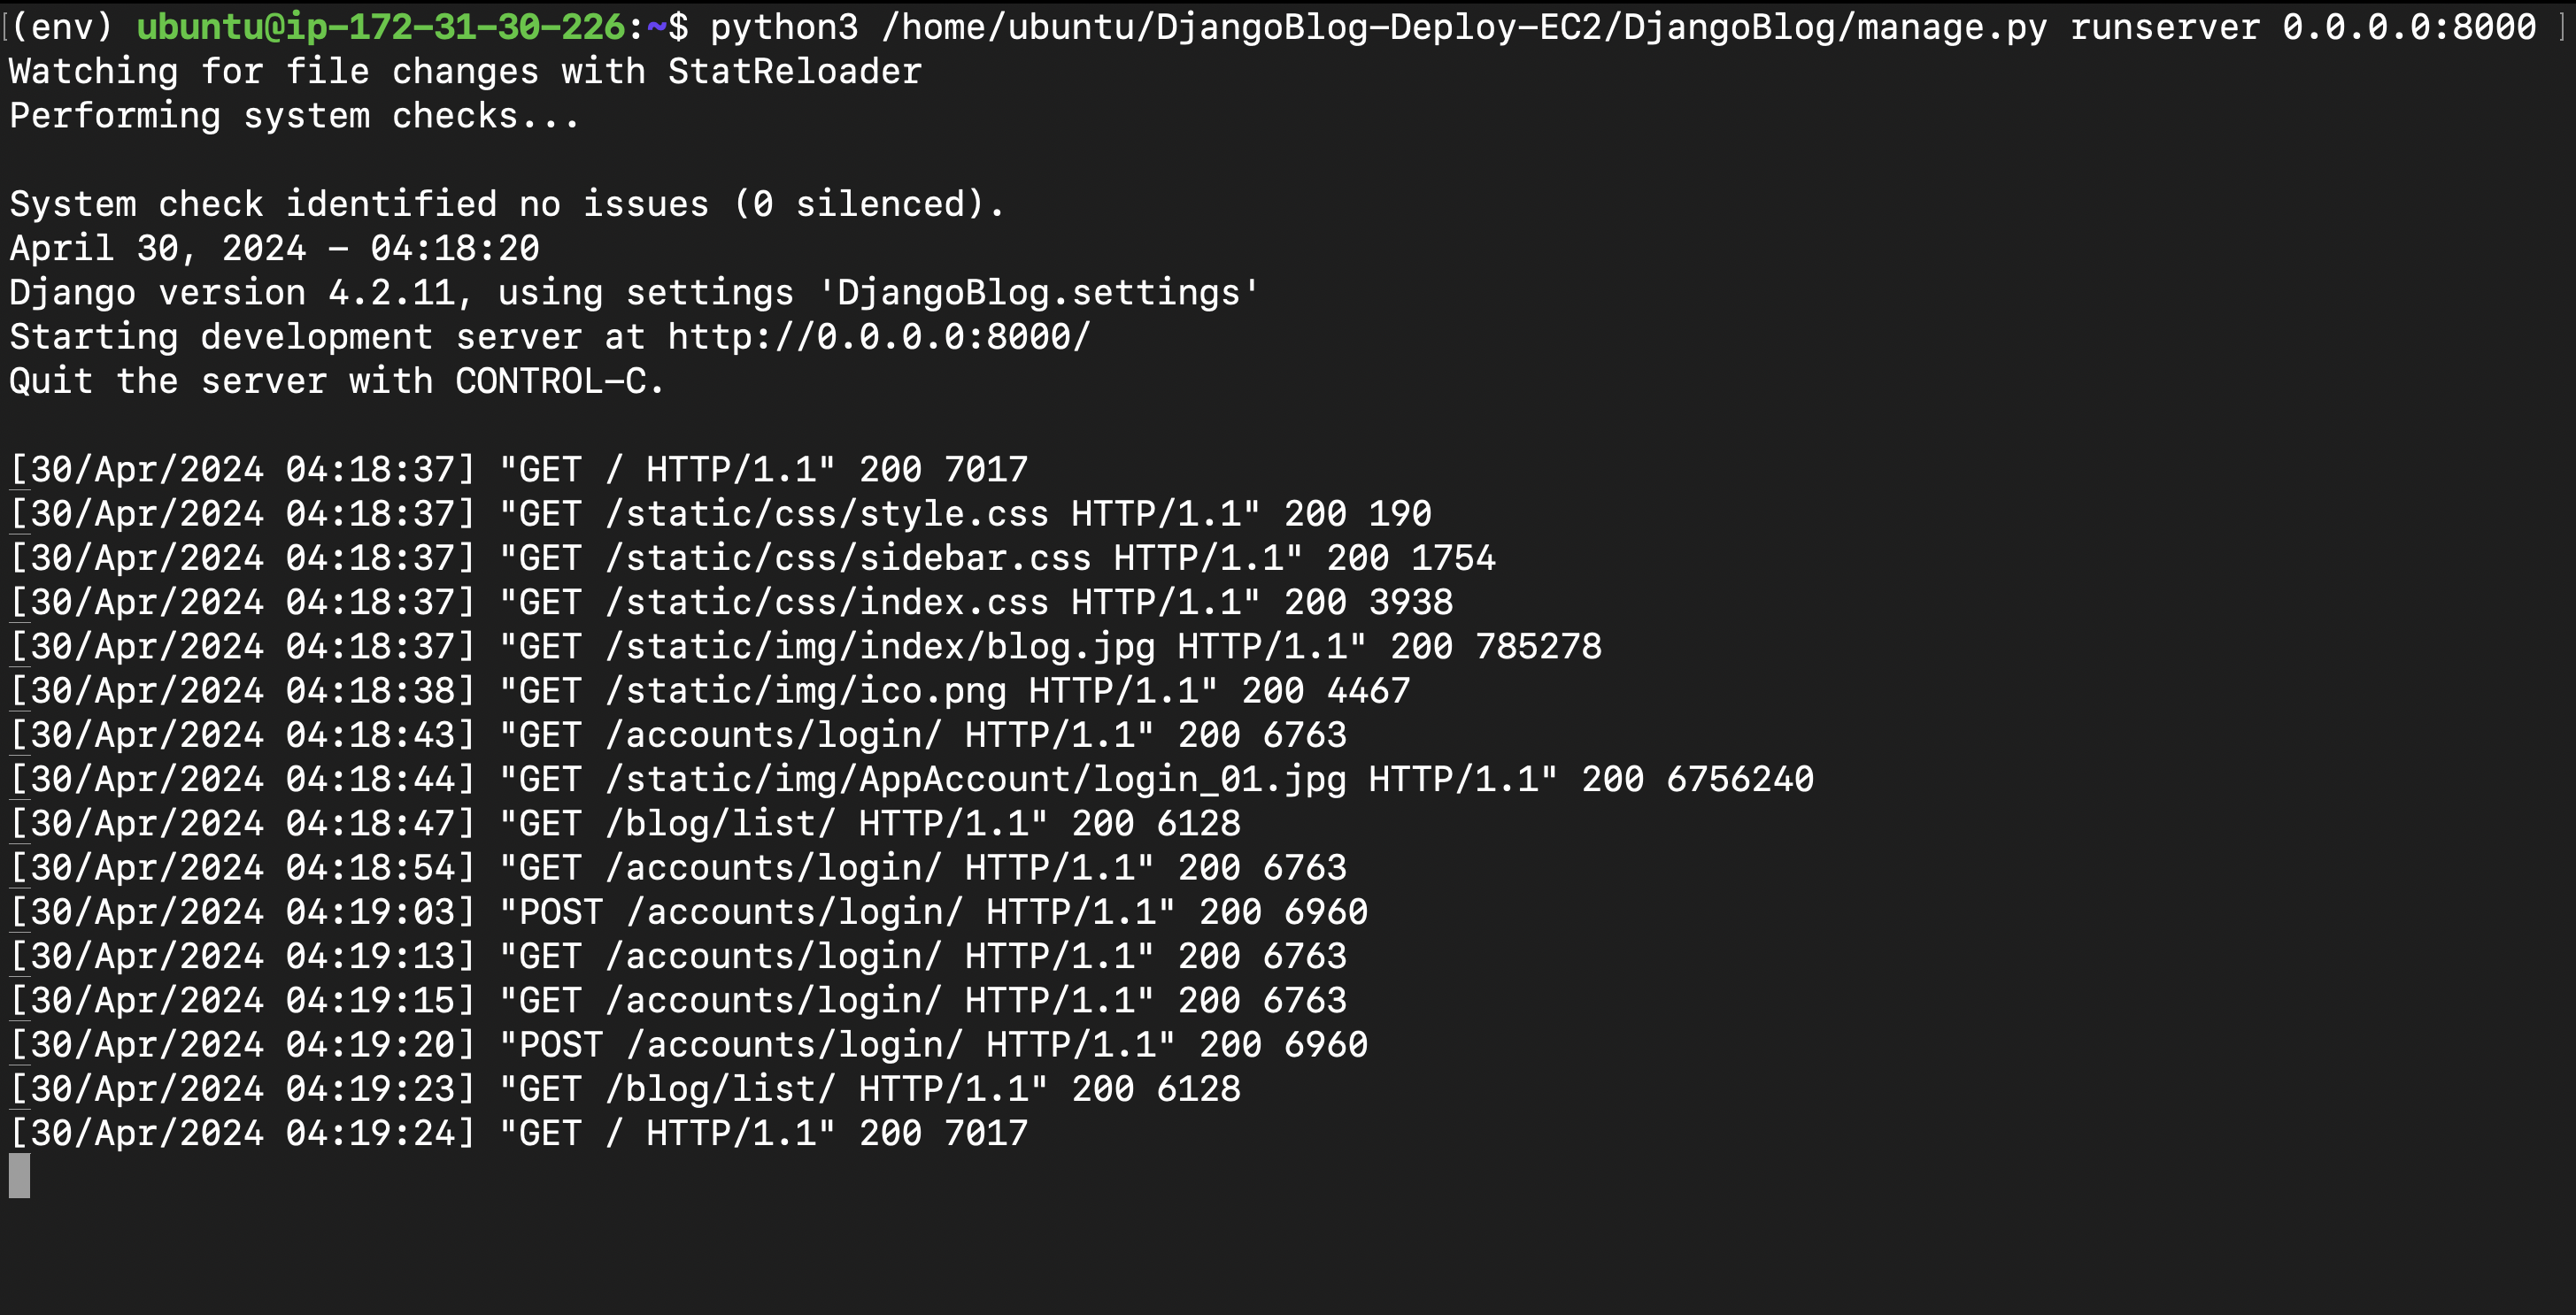 (env) ubuntu@ip-172-31-30-226:~$ python3 /home/ubuntu/DjangoBlog-Deploy-EC2/DjangoBlog/manage.py runserver 0.0.0.0:8000
Watching for file changes with StatReloader
Performing system checks...
System check identified no issues (0 silenced).
April 30, 2024 - 04:18:20
Django version 4.2.11, using settings 'DjangoBlog.settings'
Starting development server at http://0.0.0.0:8000/
Quit the server with CONTROL-C.
[30/Apr/2024 04:18:37] "GET / HTTP/1.1" 200 7017
[30/Apr/2024 04:18:37] "GET /static/css/style.css HTTP/1.1" 200 190
[30/Apr/2024 04:18:37] "GET /static/css/sidebar.css HTTP/1.1" 200 1754
[30/Apr/2024 04:18:37] "GET /static/css/index.css HTTP/1.1" 200 3938
[30/Apr/2024 04:18:37] "GET /static/img/index/blog.jpg HTTP/1.1" 200 785278
[30/Apr/2024 04:18:38] "GET /static/img/ico.png HTTP/1.1" 200 4467
[30/Apr/2024 04:18:43] "GET /accounts/login/ HTTP/1.1" 200 6763
[30/Apr/2024 04:18:44] "GET /static/img/AppAccount/login_01.jpg HTTP/1.1" 200 6756240
[30/Apr/2024 04:18:47] "GET /blog/list/ HTTP/1.1" 200 6128
[30/Apr/2024 04:18:54] "GET /accounts/login/ HTTP/1.1" 200 6763
[30/Apr/2024 04:19:03] "POST /accounts/login/ HTTP/1.1" 200 6960
[30/Apr/2024 04:19:13] "GET /accounts/login/ HTTP/1.1" 200 6763
[30/Apr/2024 04:19:15] "GET /accounts/login/ HTTP/1.1" 200 6763
[30/Apr/2024 04:19:20] "POST /accounts/login/ HTTP/1.1" 200 6960
[30/Apr/2024 04:19:23] "GET /blog/list/ HTTP/1.1" 200 6128
[30/Apr/2024 04:19:24] "GET / HTTP/1.1" 200 7017